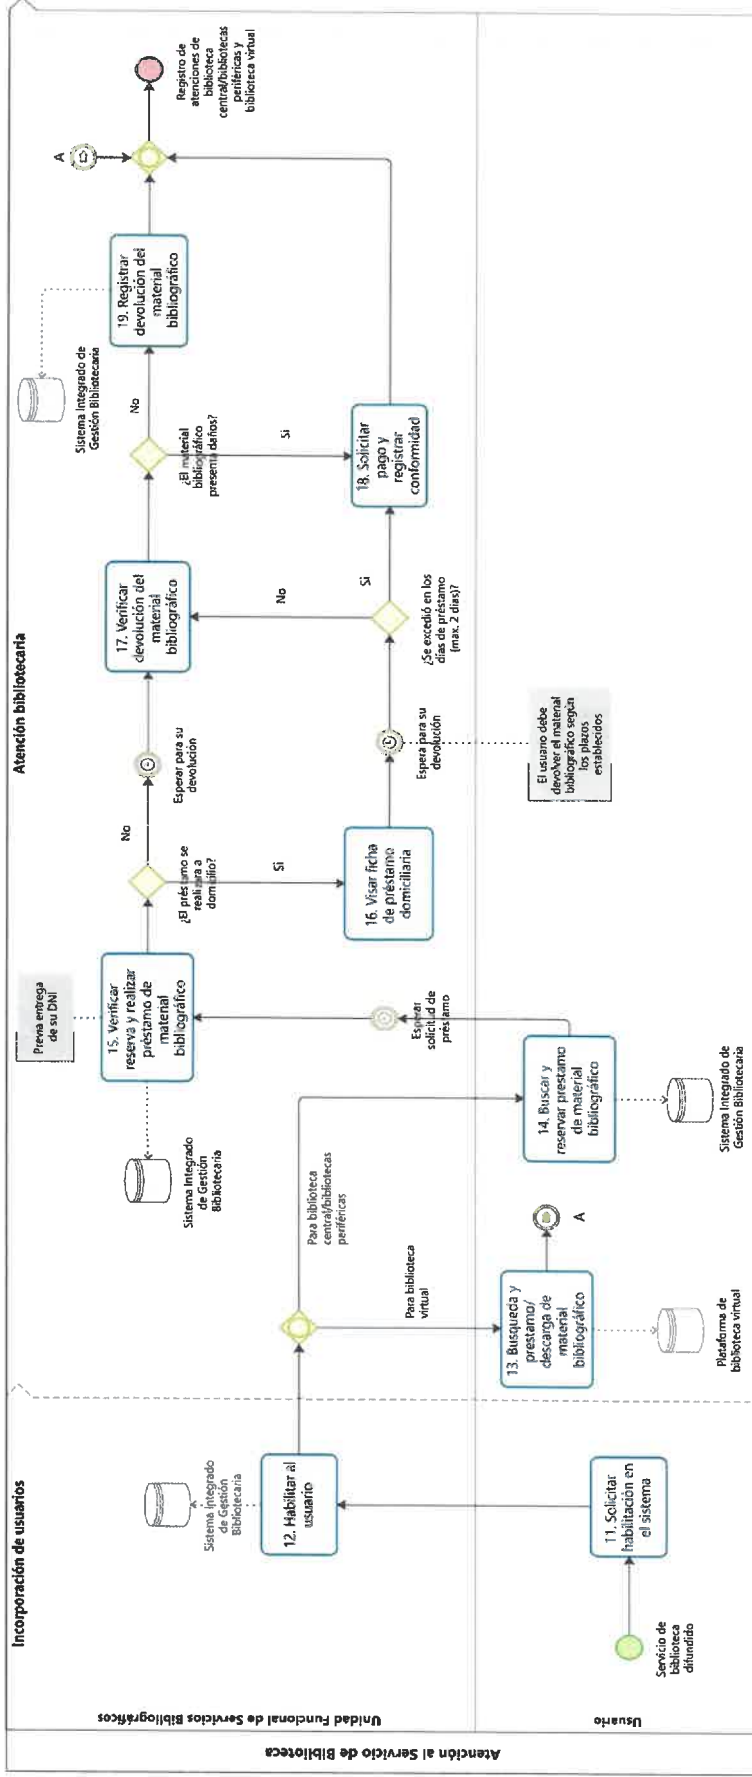 Atención al Servicio de Biblioteca
Unidad Funcional de Servicios Bibliográficos
Usuario
Incorporación de usuarios
Atención bibliotecaria
Servicio de
biblioteca
difundido
11. Solicitar
habilitación en
el sistema
12. Habilitar al
usuario
Sistema Integrado
de Gestión
Bibliotecaria
Para biblioteca
virtual
Para biblioteca
central/bibliotecas
periféricas
13. Busqueda y
prestamo/
descarga de
material
bibliográfico
Plataforma de
biblioteca virtual
A
14. Buscar y
reservar prestamo
de material
bibliográfico
Sistema Integrado de
Gestión Bibliotecaria
Esperar
solicitud de
préstamo
15. Verificar
reserva y realizar
préstamo de
material
bibliográfico
Previa entrega
de su DNI
Sistema Integrado
de Gestión
Bibliotecaria
¿El préstamo se
realizara a
domicilio?
No
Si
Esperar para su
devolución
16. Visar ficha
de préstamo
domiciliaria
Espera para su
devolución
El usuario debe
devolver el material
bibliográfico según
los plazos
establecidos
¿Se excedió en los
días de préstamo
(max. 2 días)?
No
Si
17. Verificar
devolución del
material
bibliográfico
¿El material
bibliográfico
presenta daños?
No
Si
18. Solicitar
pago y
registrar
conformidad
19. Registrar
devolución del
material
bibliográfico
Sistema Integrado de
Gestión Bibliotecaria
A
Registro de
atenciones de
biblioteca
central/bibliotecas
periféricas y
biblioteca virtual